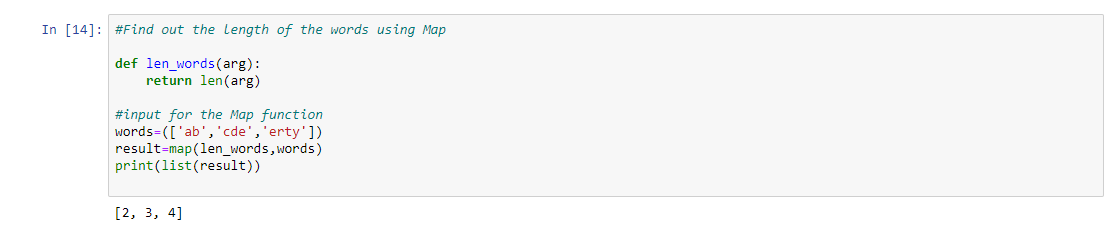 In [14]: #Find out the Length of the words using Map
def len_words(arg):
    return len(arg)
#input for the Map function
words=(['ab','cde','erty'])
result=map(len_words,words)
print(list(result))
[2, 3, 4]